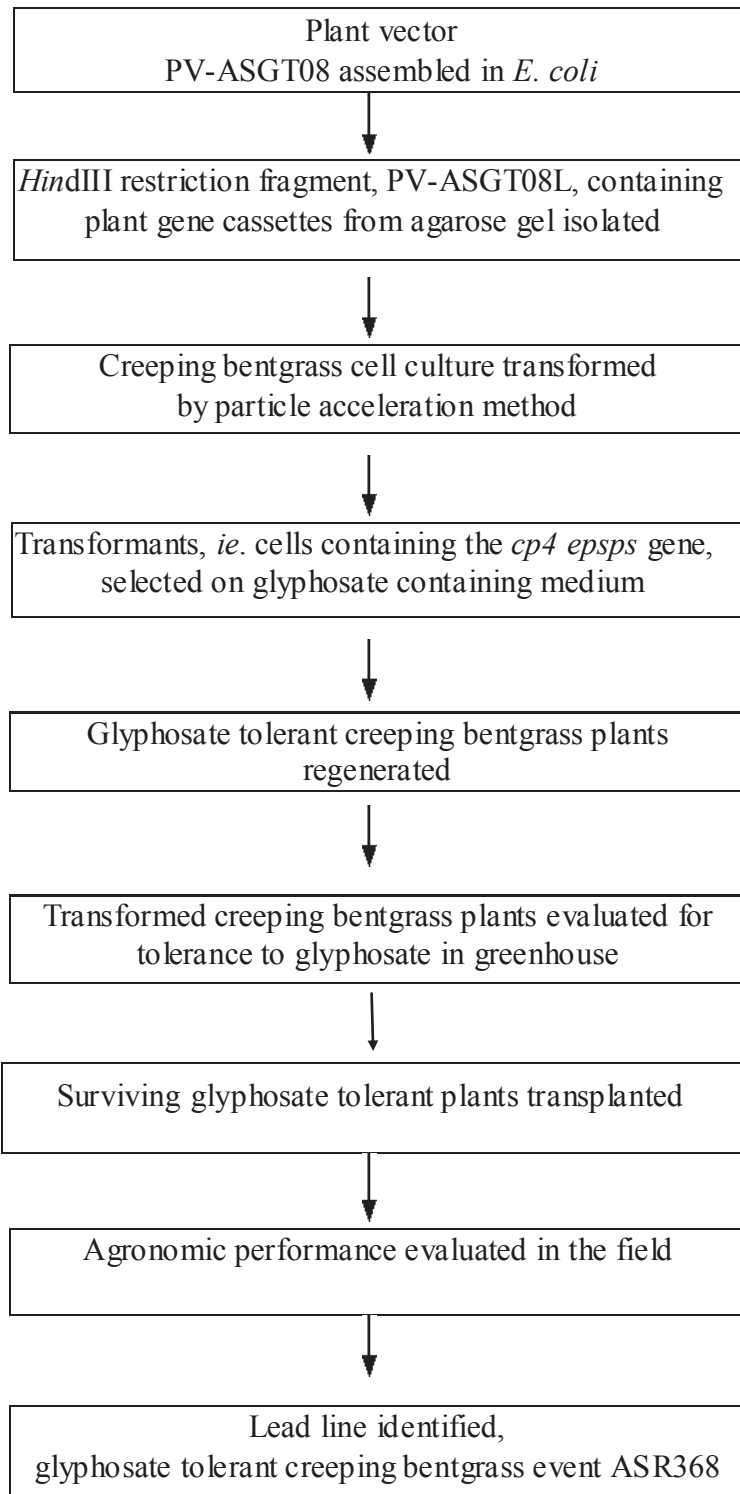 Plant vector
PV-ASGT08 assembled in E. coli
HindIII restriction fragment, PV-ASGT08L, containing
plant gene cassettes from agarose gel isolated
Creeping bentgrass cell culture transformed
by particle acceleration method
Transformants, ie. cells containing the cp4 epsps gene,
selected on glyphosate containing medium
Glyphosate tolerant creeping bentgrass plants
regenerated
Transformed creeping bentgrass plants evaluated for
tolerance to glyphosate in greenhouse
Surviving glyphosate tolerant plants transplanted
Agronomic performance evaluated in the field
Lead line identified,
glyphosate tolerant creeping bentgrass event ASR368